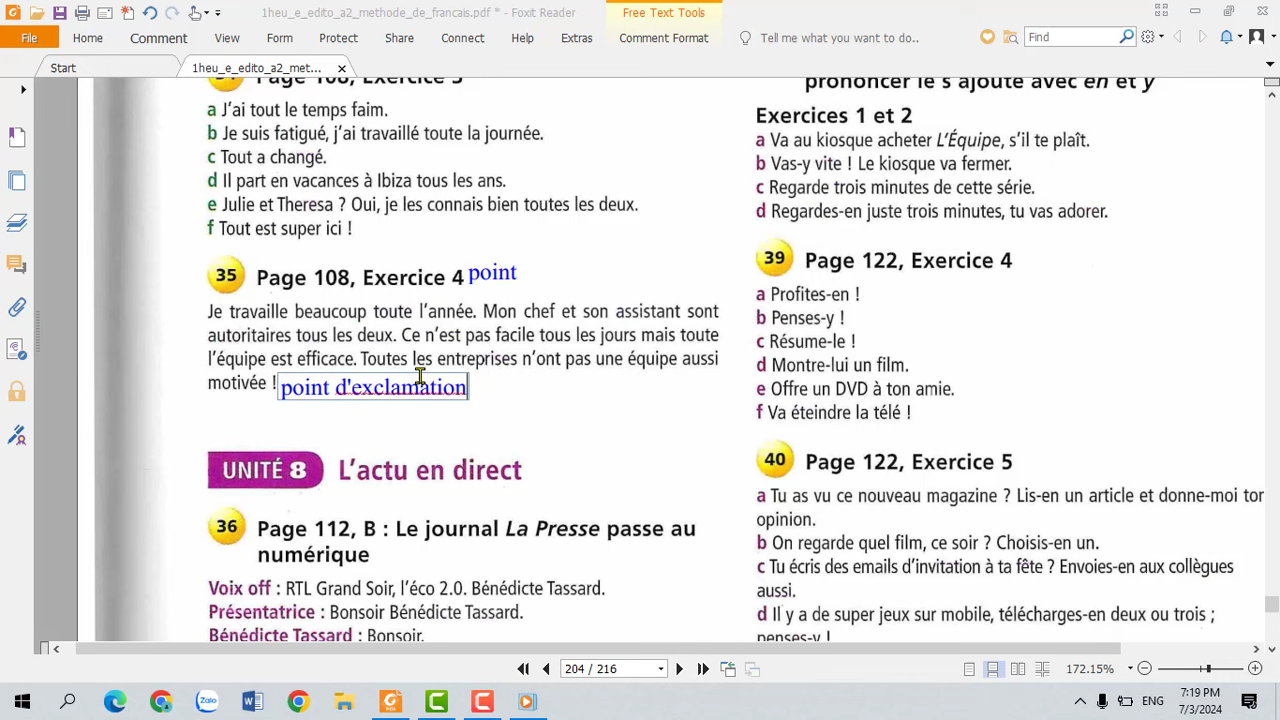 1heu_e_edito_a2_methode_de_francais.pdf * - Foxit Reader
Free Text Tools
File Home Comment View Form Protect Share Connect Help Extras Comment Format Tell me what you want to do... Find
Start 1heu_e_edito_a2_met...
Page 108, Exercice 3
a J'ai tout le temps faim.
b Je suis fatigué, j'ai travaillé toute la journée.
c Tout a changé.
d Il part en vacances à Ibiza tous les ans.
e Julie et Theresa ? Oui, je les connais bien toutes les deux.
f Tout est super ici !
35 Page 108, Exercice 4 point
Je travaille beaucoup toute l'année. Mon chef et son assistant sont
autoritaires tous les deux. Ce n'est pas facile tous les jours mais toute
l'équipe est efficace. Toutes les entreprises n'ont pas une équipe aussi
motivée ! point d'exclamation
UNITÉ 8 L'actu en direct
36 Page 112, B : Le journal La Presse passe au
numérique
Voix off : RTL Grand Soir, l'éco 2.0. Bénédicte Tassard.
Présentatrice : Bonsoir Bénédicte Tassard.
Bénédicte Tassard : Bonsoir.
prononcer le s ajouté avec en et y
Exercices 1 et 2
a Va au kiosque acheter L'Équipe, s'il te plaît.
b Vas-y vite ! Le kiosque va fermer.
c Regarde trois minutes de cette série.
d Regardes-en juste trois minutes, tu vas adorer.
39 Page 122, Exercice 4
a Profites-en !
b Penses-y !
c Résume-le !
d Montre-lui un film.
e Offre un DVD à ton amie.
f Va éteindre la télé !
40 Page 122, Exercice 5
a Tu as vu ce nouveau magazine ? Lis-en un article et donne-moi ton
opinion.
b On regarde quel film, ce soir ? Choisis-en un.
c Tu écris des emails d'invitation à ta fête ? Envoies-en aux collègues
aussi.
d Il y a de super jeux sur mobile, télécharges-en deux ou trois ;
penses-y !
204 / 216 172.15%
Zalo
ENG
7:19 PM
7/3/2024